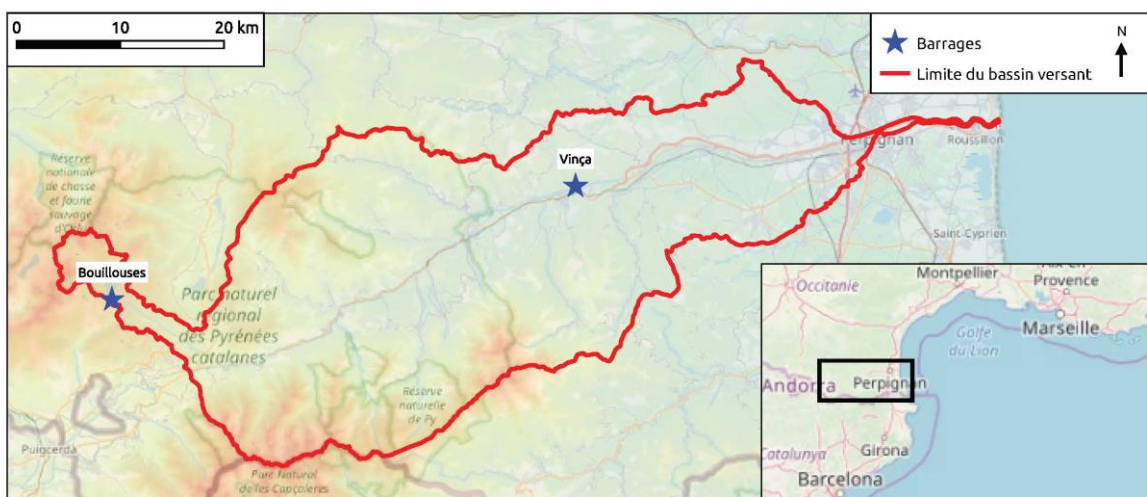 0 10 20 km
Barrages
Limite du bassin versant
N
Vinça
Perpignan
Roussillon
Réserve
nationale
de chasse
et faune
sauvage
d'Orlu
Saint-Cyprien
Bouillouses
Parc naturel
régional
des Pyrénées
catalanes
Réserve
naturelle
de Py
Puigcerdà
Parc Natural
de les Capçaleres
Montpellier
Aix-en
Provence
Occitanie
Marseille
Golfe
du Lion
Andorra
Perpignan
Girona
Catalunya
Barcelona